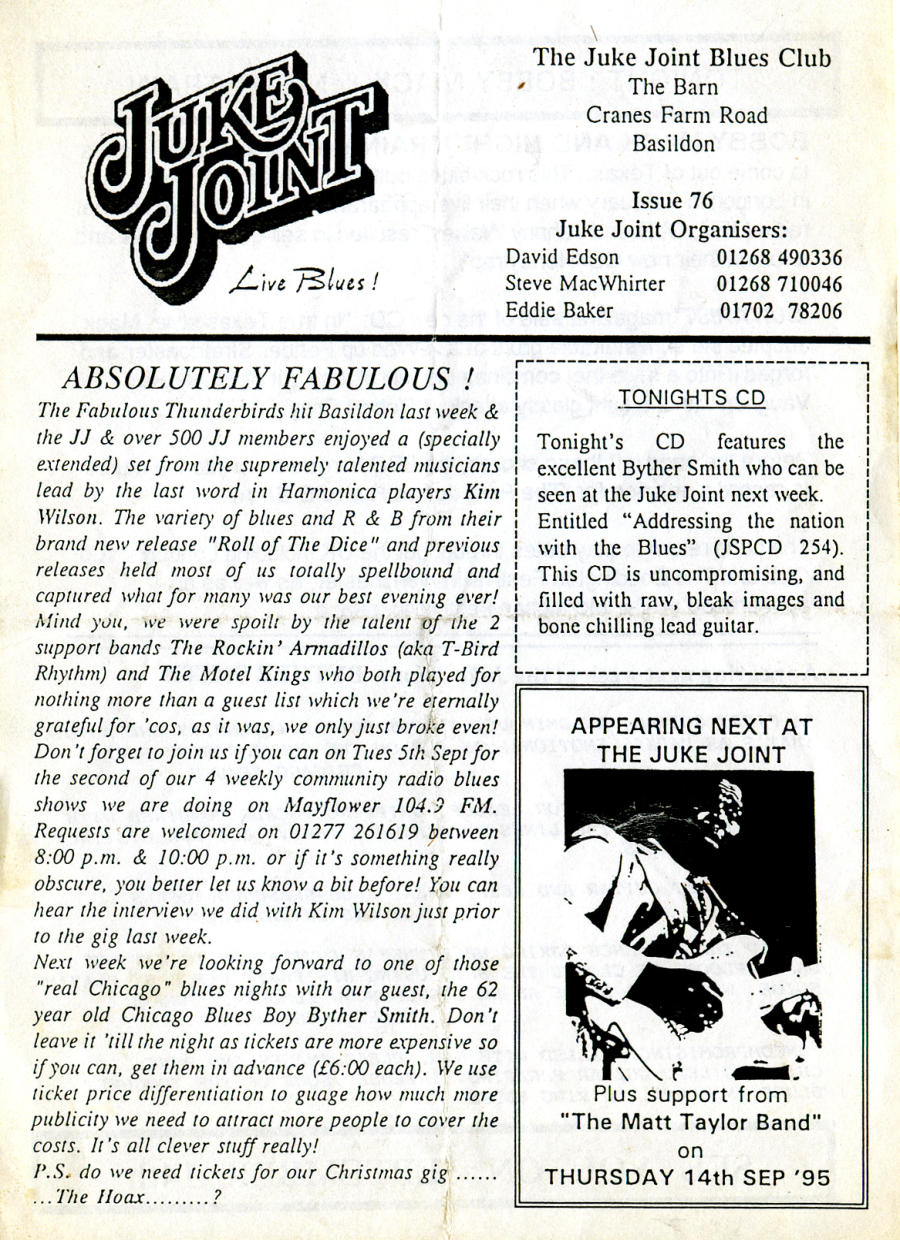 JUKE
JOINT
Live Blues !
The Juke Joint Blues Club
The Barn
Cranes Farm Road
Basildon
Issue 76
Juke Joint Organisers:
David Edson 01268 490336
Steve MacWhirter 01268 710046
Eddie Baker 01702 78206
ABSOLUTELY FABULOUS !
The Fabulous Thunderbirds hit Basildon last week &
the JJ & over 500 JJ members enjoyed a (specially
extended) set from the supremely talented musicians
lead by the last word in Harmonica players Kim
Wilson. The variety of blues and R & B from their
brand new release "Roll of The Dice" and previous
releases held most of us totally spellbound and
captured what for many was our best evening ever!
Mind you, we were spoilt by the talent of the 2
support bands The Rockin' Armadillos (aka T-Bird
Rhythm) and The Motel Kings who both played for
nothing more than a guest list which we're eternally
grateful for 'cos, as it was, we only just broke even!
Don't forget to join us if you can on Tues 5th Sept for
the second of our 4 weekly community radio blues
shows we are doing on Mayflower 104.9 FM.
Requests are welcomed on 01277 261619 between
8:00 p.m. & 10:00 p.m. or if it's something really
obscure, you better let us know a bit before! You can
hear the interview we did with Kim Wilson just prior
to the gig last week.
Next week we're looking forward to one of those
"real Chicago" blues nights with our guest, the 62
year old Chicago Blues Boy Byther Smith. Don't
leave it 'till the night as tickets are more expensive so
if you can, get them in advance (£6:00 each). We use
ticket price differentiation to guage how much more
publicity we need to attract more people to cover the
costs. It's all clever stuff really!
P.S. do we need tickets for our Christmas gig ......
...The Hoax.........?
TONIGHTS CD
Tonight's CD features the
excellent Byther Smith who can be
seen at the Juke Joint next week.
Entitled “Addressing the nation
with the Blues” (JSPCD 254).
This CD is uncompromising, and
filled with raw, bleak images and
bone chilling lead guitar.
APPEARING NEXT AT
THE JUKE JOINT
Plus support from
"The Matt Taylor Band"
on
THURSDAY 14th SEP '95